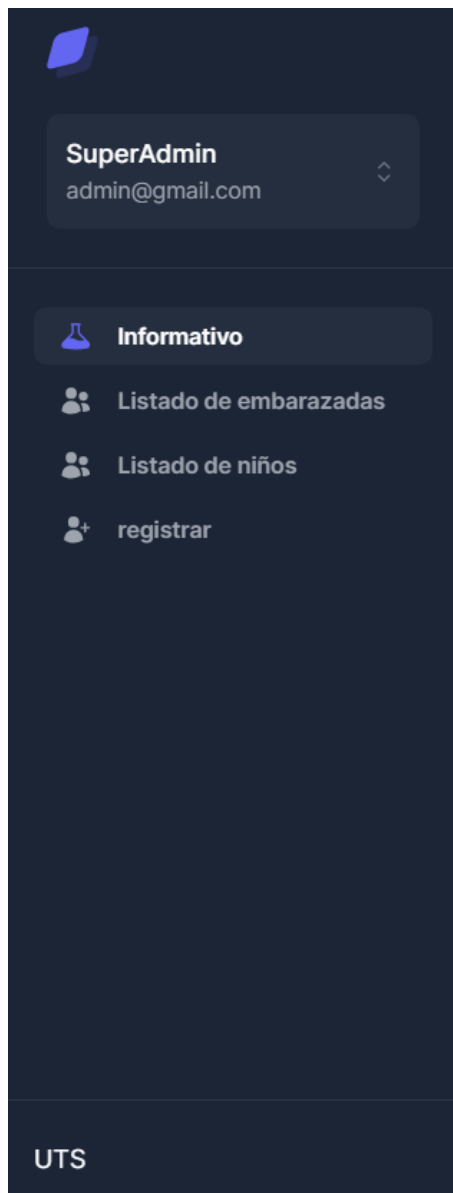 SuperAdmin
admin@gmail.com
Informativo
Listado de embarazadas
Listado de niños
registrar
UTS